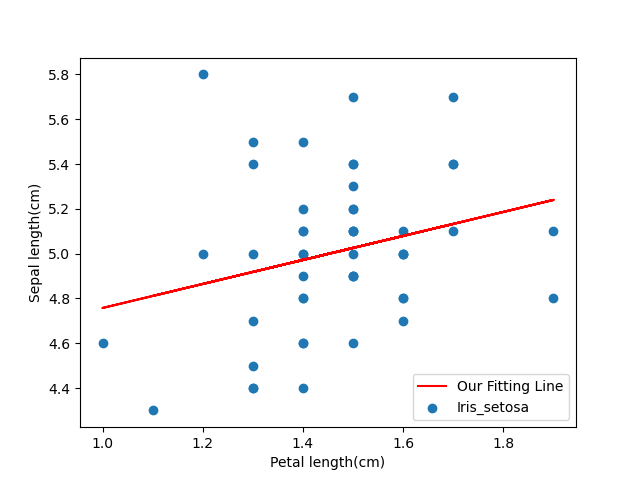 5.8
5.6
5.4
5.2
5.0
4.8
4.6
4.4
Sepal length(cm)
1.0 1.2 1.4 1.6 1.8
Petal length(cm)
Our Fitting Line
Iris_setosa